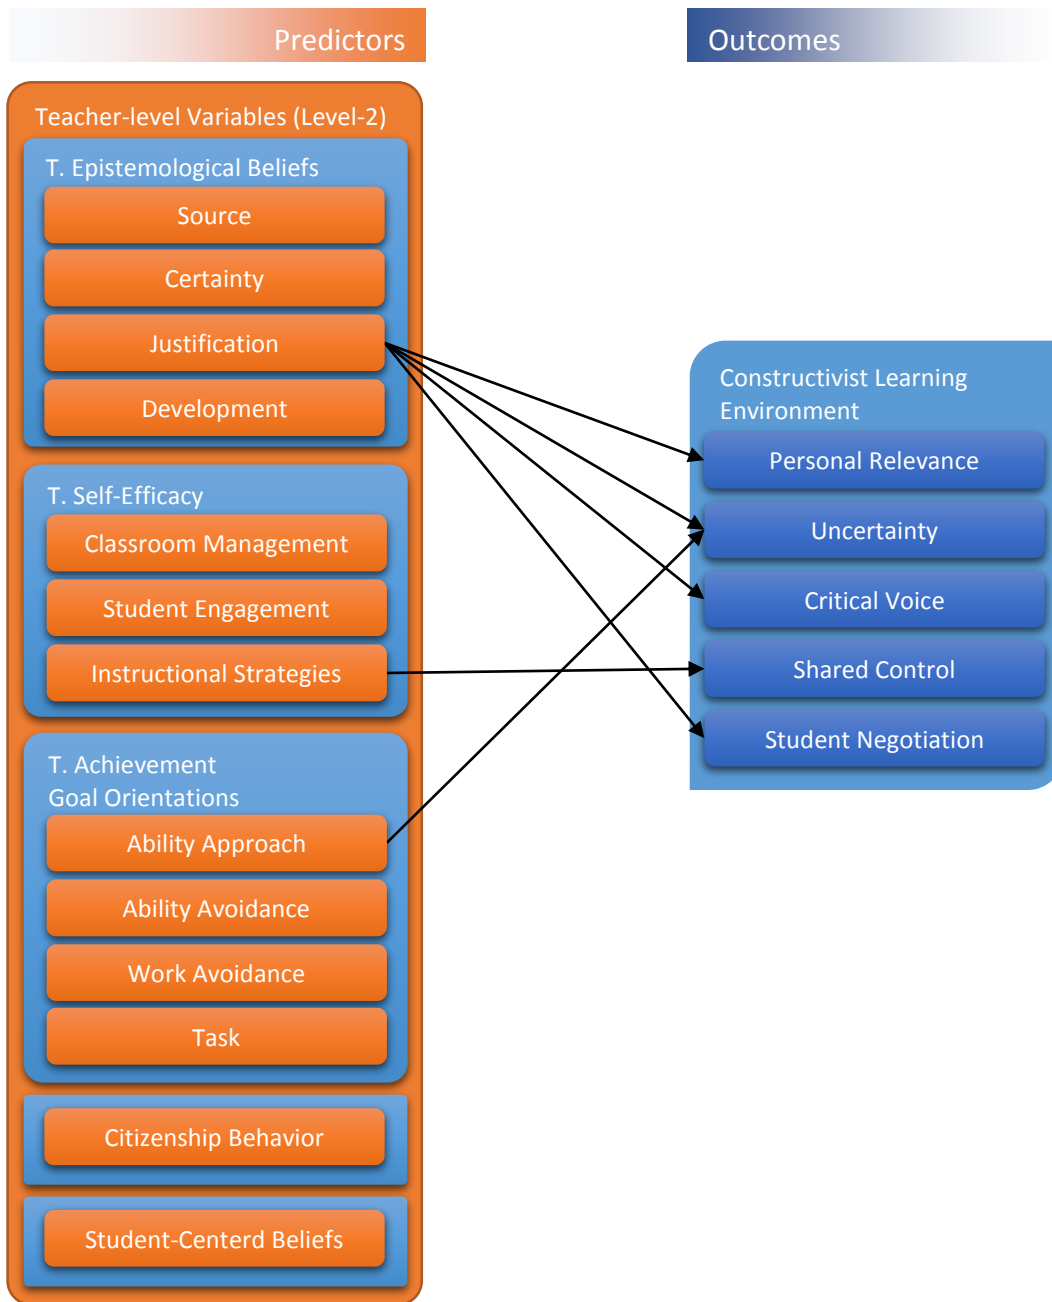 Predictors
Outcomes
Teacher-level Variables (Level-2)
T. Epistemological Beliefs
Source
Certainty
Justification
Development
T. Self-Efficacy
Classroom Management
Student Engagement
Instructional Strategies
T. Achievement
Goal Orientations
Ability Approach
Ability Avoidance
Work Avoidance
Task
Citizenship Behavior
Student-Centerd Beliefs
Constructivist Learning
Environment
Personal Relevance
Uncertainty
Critical Voice
Shared Control
Student Negotiation